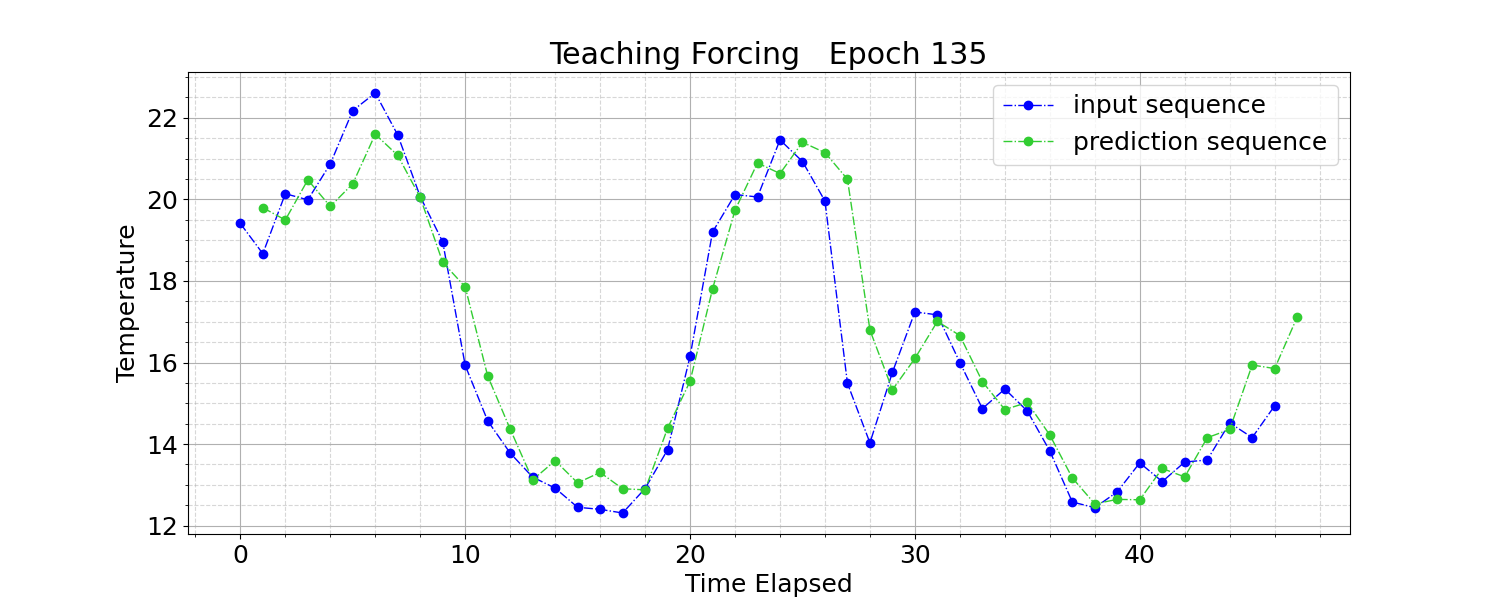 Teaching Forcing   Epoch 135
input sequence
prediction sequence
Temperature
22
20
18
16
14
12
0 10 20 30 40
Time Elapsed